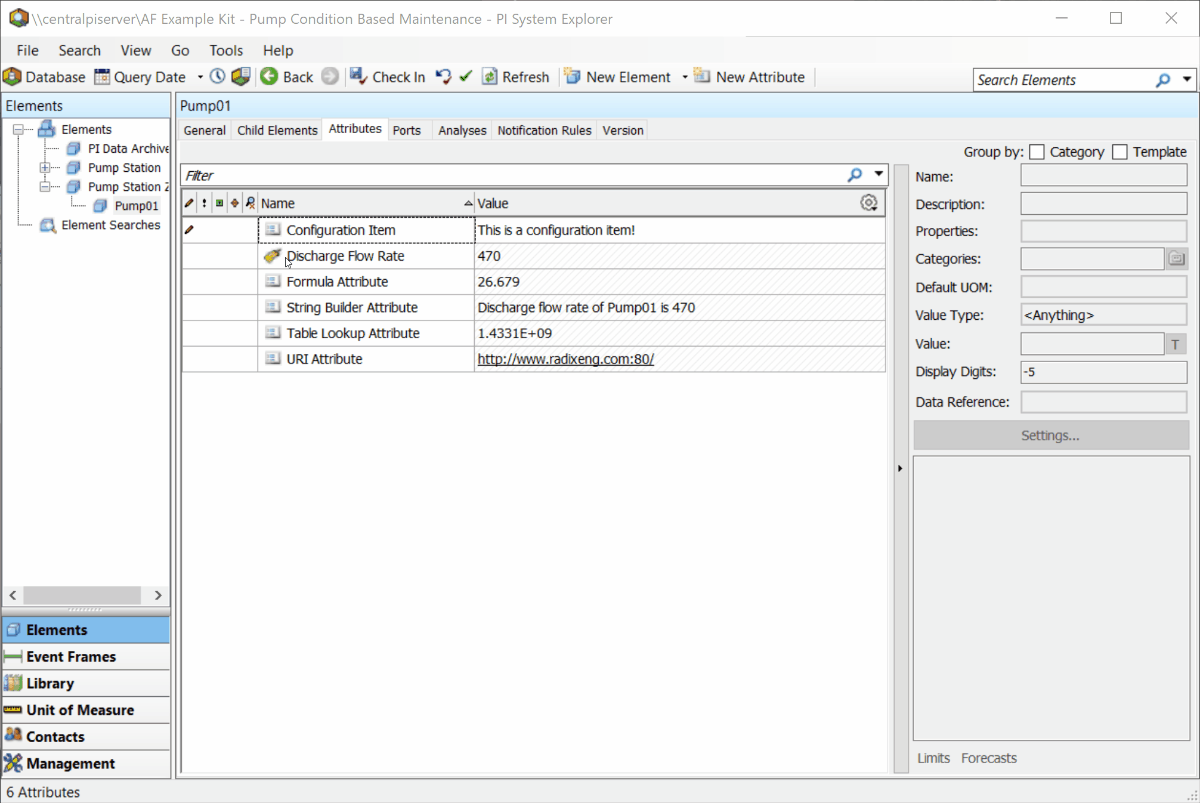 \\centralpiserver\AF Example Kit - Pump Condition Based Maintenance - PI System Explorer
File Search View Go Tools Help
Database Query Date Back Check In Refresh New Element New Attribute
Search Elements
Elements
Elements
PI Data Archive
Pump Station
Pump Station 2
Pump01
Element Searches
Elements
Event Frames
Library
Unit of Measure
Contacts
Management
Pump01
General Child Elements Attributes Ports Analyses Notification Rules Version
Group by: Category Template
Filter
Name Value
Configuration Item This is a configuration item!
Discharge Flow Rate 470
Formula Attribute 26.679
String Builder Attribute Discharge flow rate of Pump01 is 470
Table Lookup Attribute 1.4331E+09
URI Attribute http://www.radixeng.com:80/
Name:
Description:
Properties:
Categories:
Default UOM:
Value Type: <Anything>
Value: T
Display Digits: -5
Data Reference:
Settings...
Limits Forecasts
6 Attributes